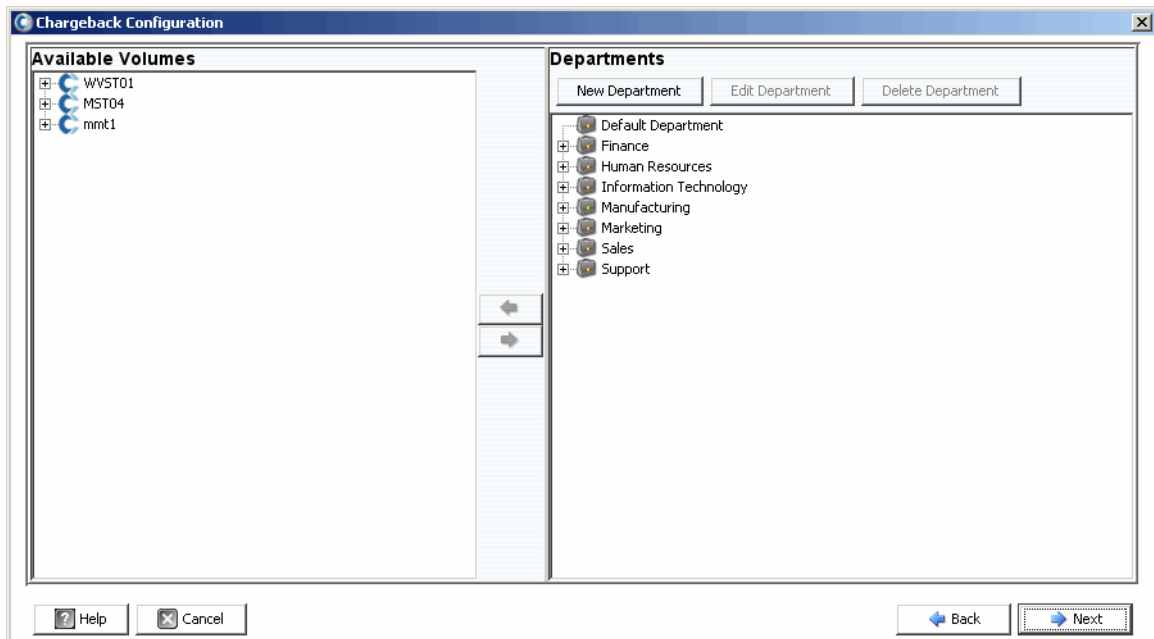 Chargeback Configuration
Available Volumes
WVST01
MST04
mmt1
Departments
New Department Edit Department Delete Department
Default Department
Finance
Human Resources
Information Technology
Manufacturing
Marketing
Sales
Support
Help Cancel Back Next